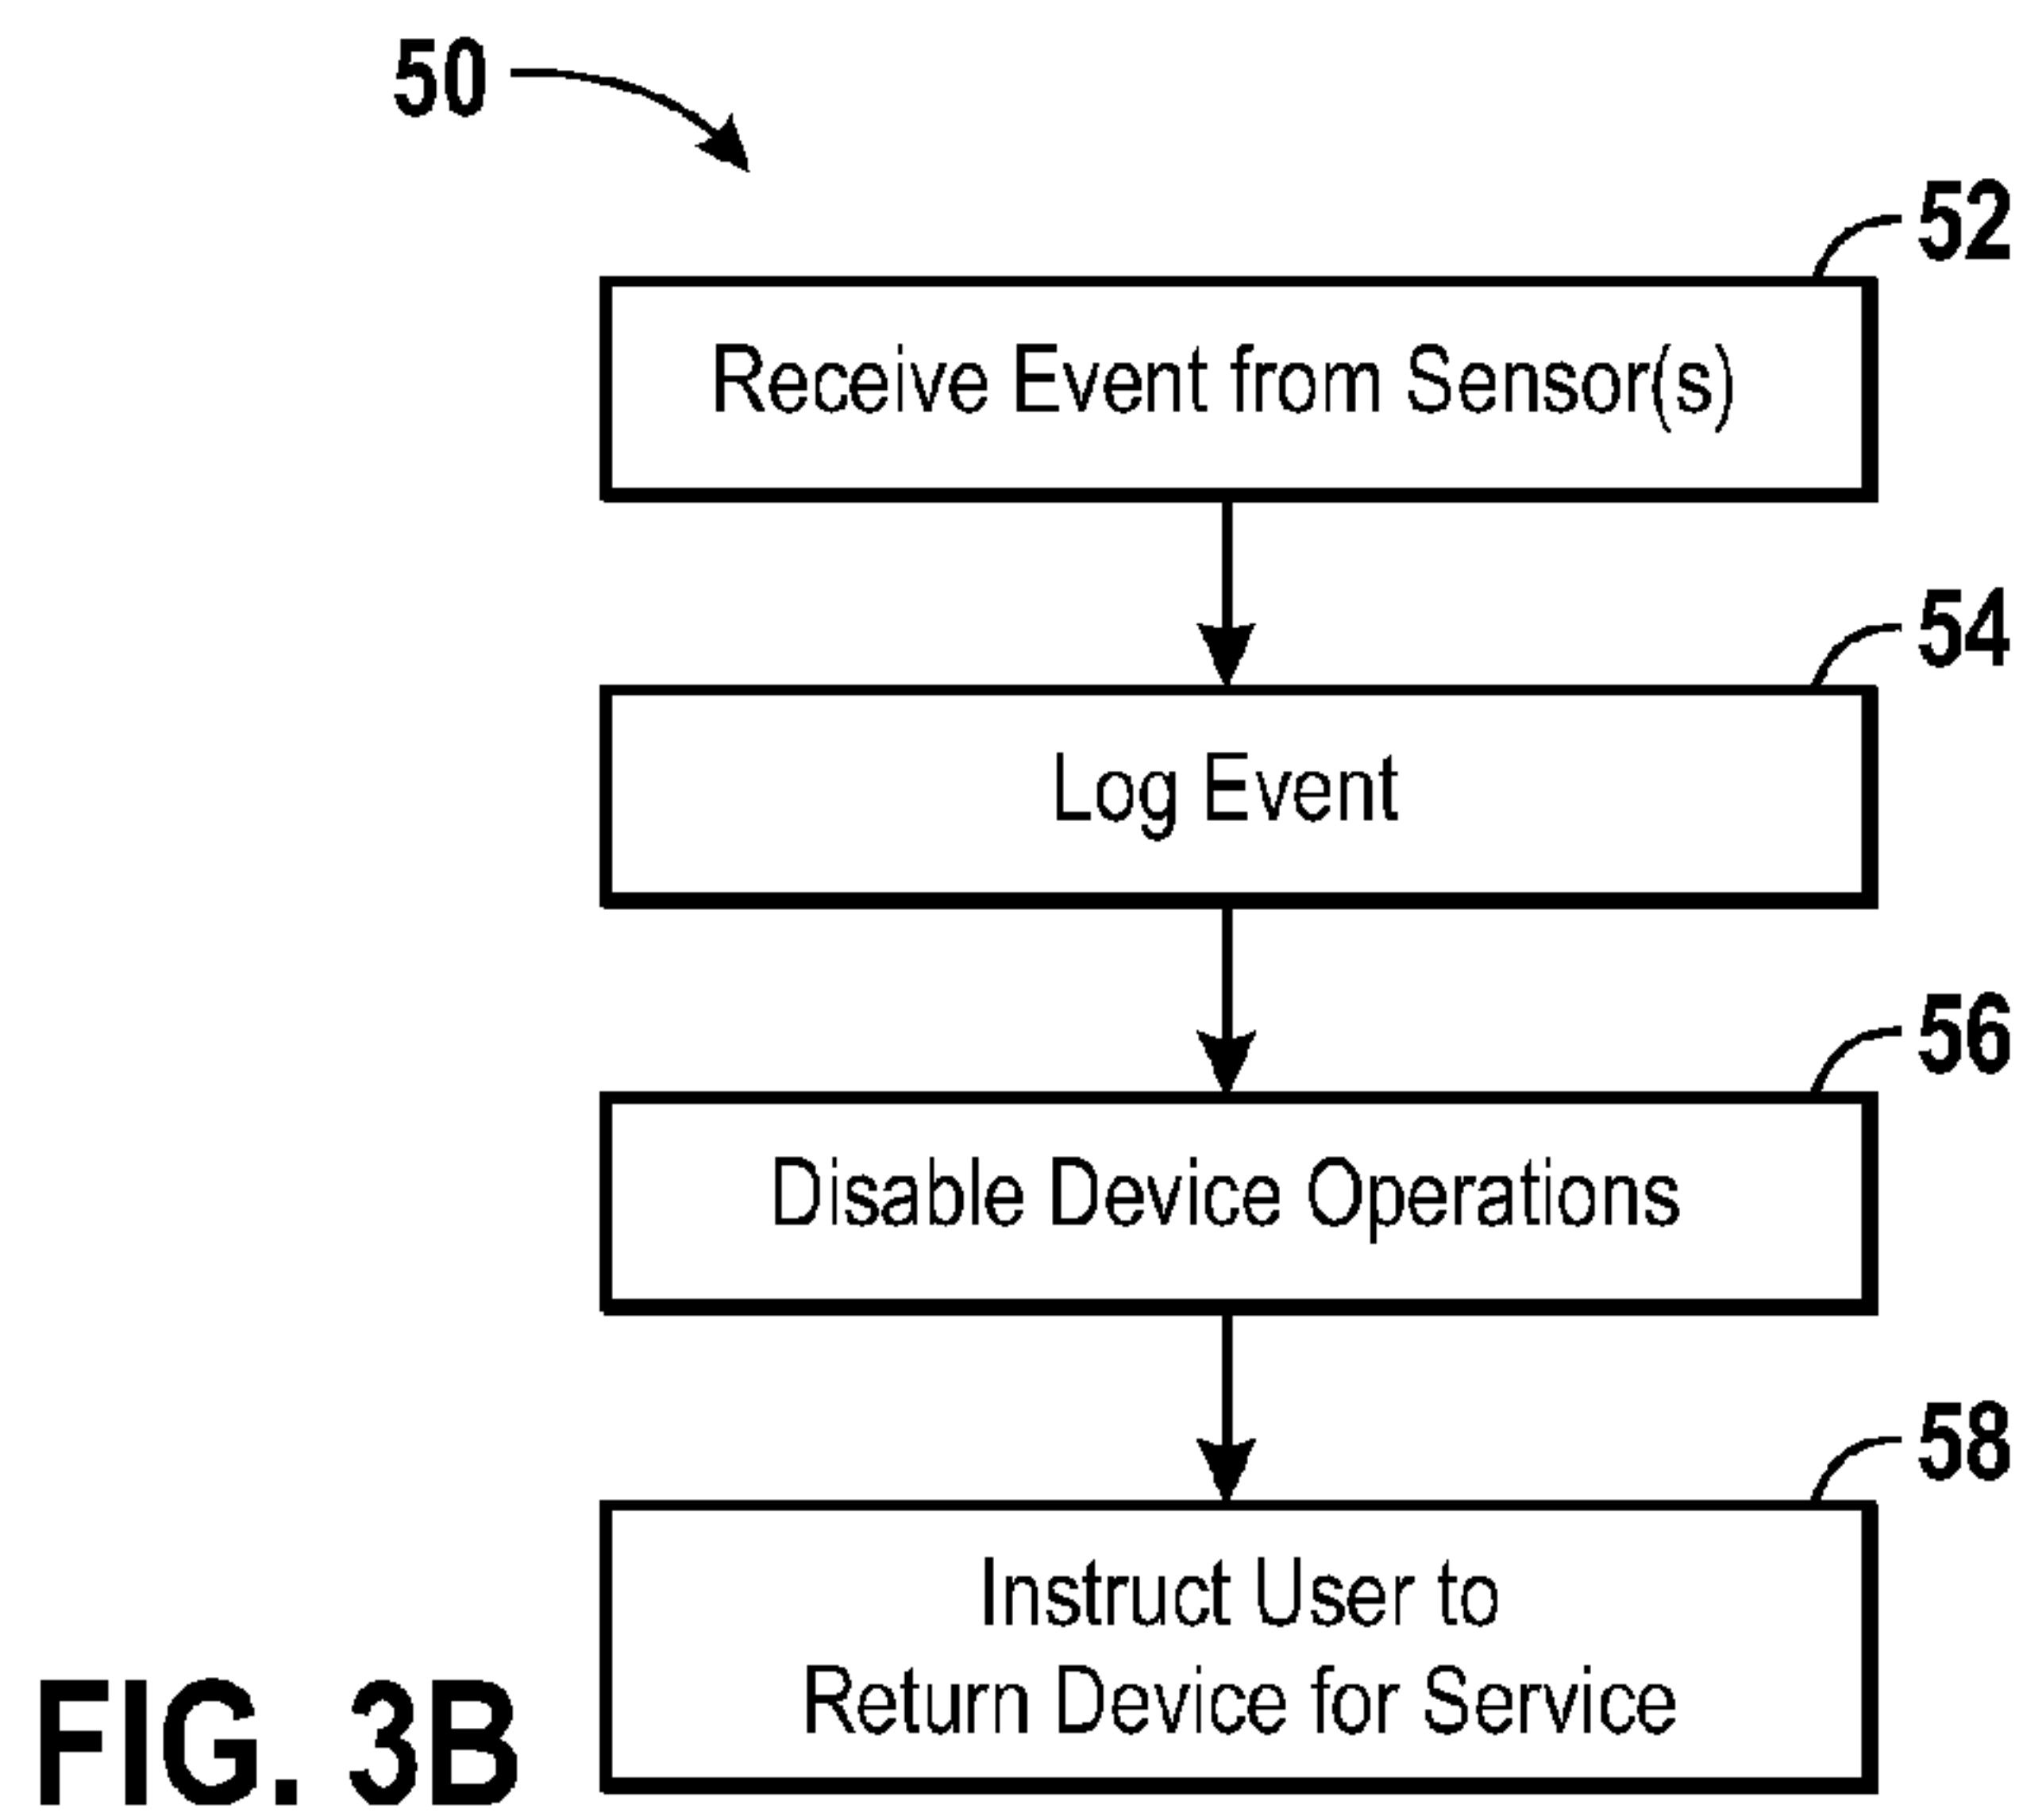 50
52
Receive Event from Sensor(s)
54
Log Event
56
Disable Device Operations
58
Instruct User to
Return Device for Service
FIG. 3B